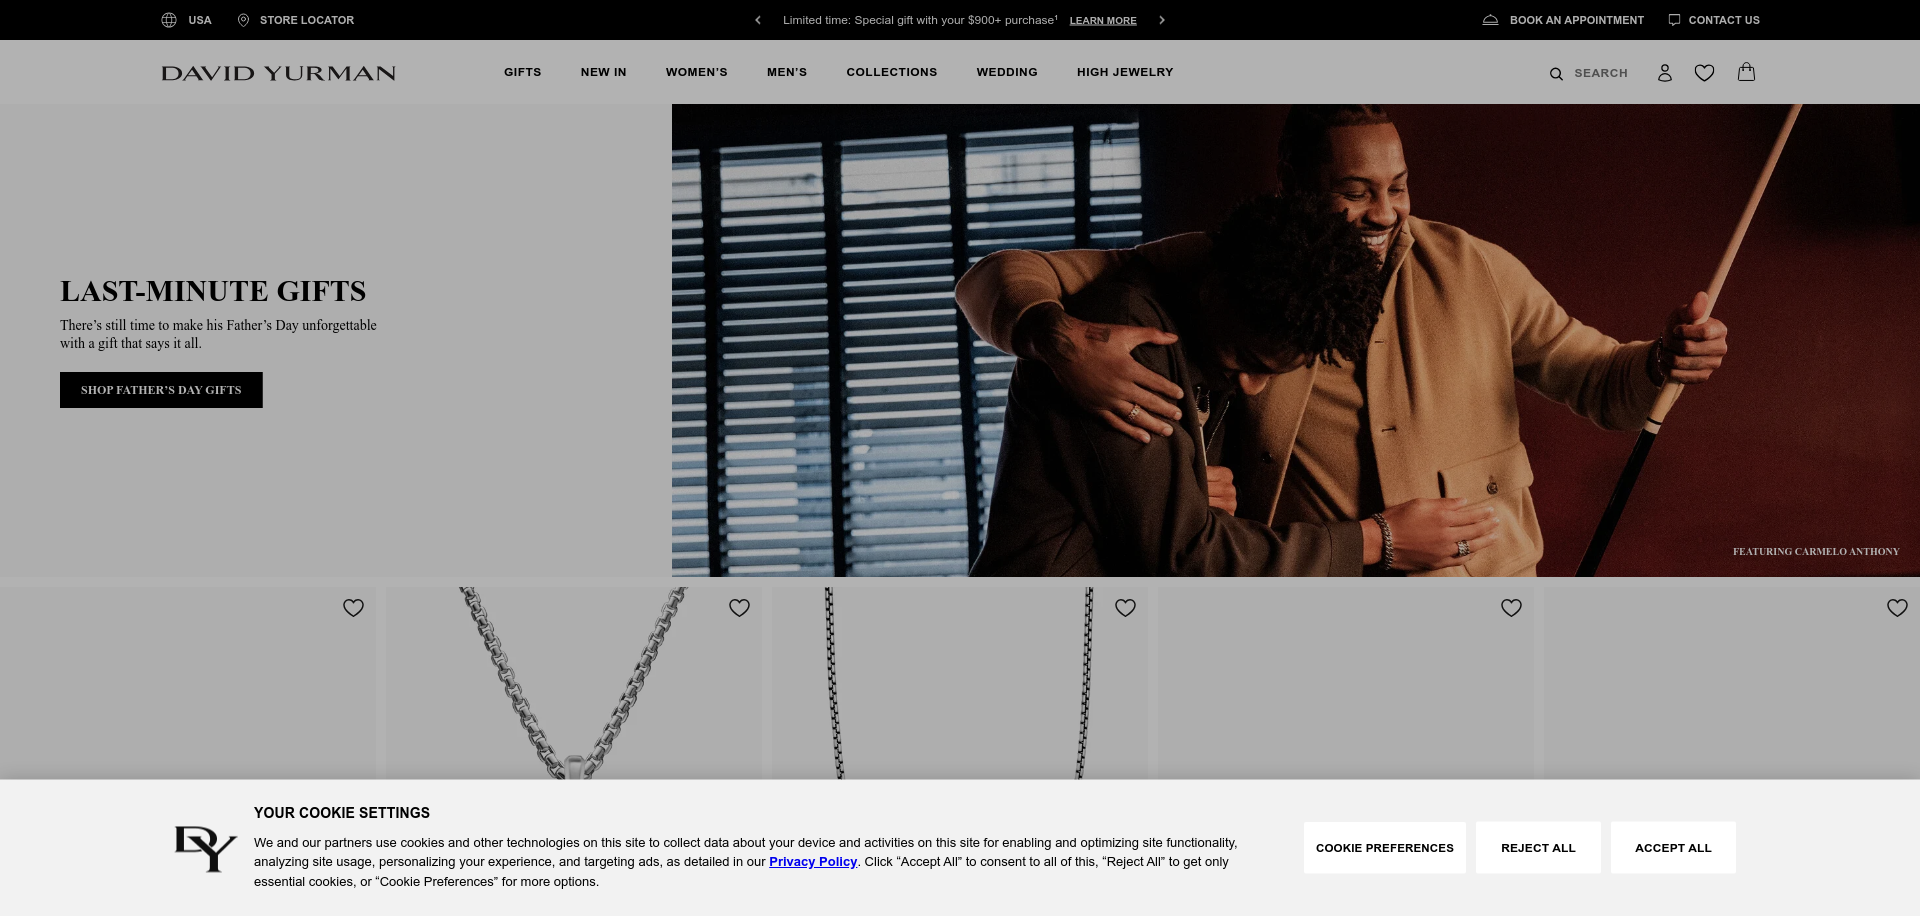 USA
STORE LOCATOR
Limited time: Special gift with your $900+ purchase¹ LEARN MORE
BOOK AN APPOINTMENT
CONTACT US
DAVID YURMAN
GIFTS
NEW IN
WOMEN’S
MEN’S
COLLECTIONS
WEDDING
HIGH JEWELRY
SEARCH
LAST-MINUTE GIFTS
There’s still time to make his Father’s Day unforgettable
with a gift that says it all.
SHOP FATHER’S DAY GIFTS
FEATURING CARMELO ANTHONY
DY
YOUR COOKIE SETTINGS
We and our partners use cookies and other technologies on this site to collect data about your device and activities on this site for enabling and optimizing site functionality,
analyzing site usage, personalizing your experience, and targeting ads, as detailed in our Privacy Policy. Click “Accept All” to consent to all of this, “Reject All” to get only
essential cookies, or “Cookie Preferences” for more options.
COOKIE PREFERENCES
REJECT ALL
ACCEPT ALL